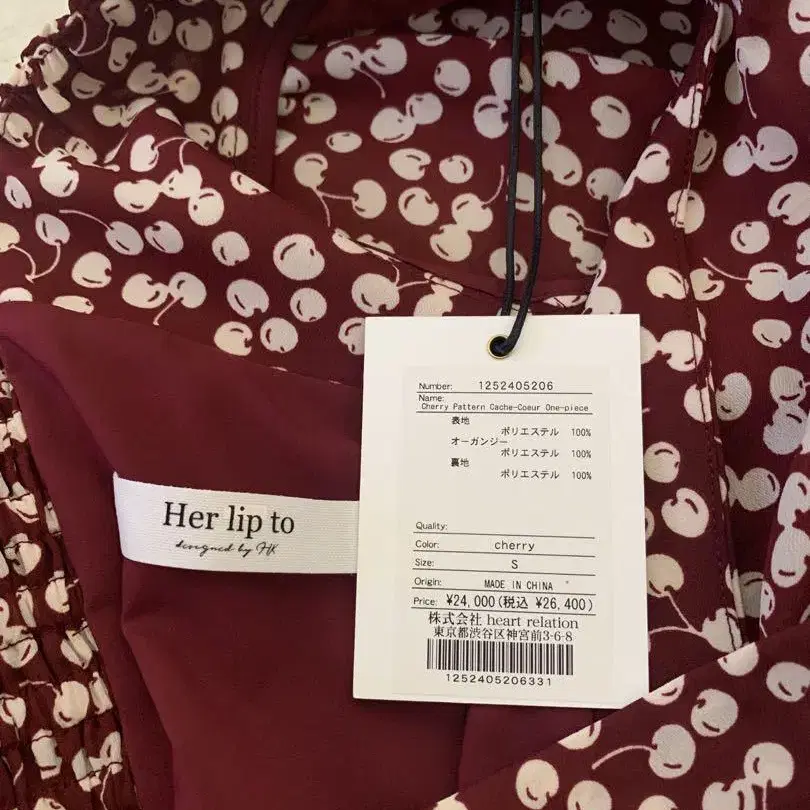 Number: 1252405206
Name:
Cherry Pattern Cache-Coeur One-piece
表地
ポリエステル 100%
オーガンジー
ポリエステル 100%
裏地
ポリエステル 100%
Quality:
Color: cherry
Size: S
Origin: MADE IN CHINA
Price: ¥24,000(税込 ¥26,400)
株式会社 heart relation
東京都渋谷区神宮前3-6-8
1252405206331
Her lip to
designed by HK